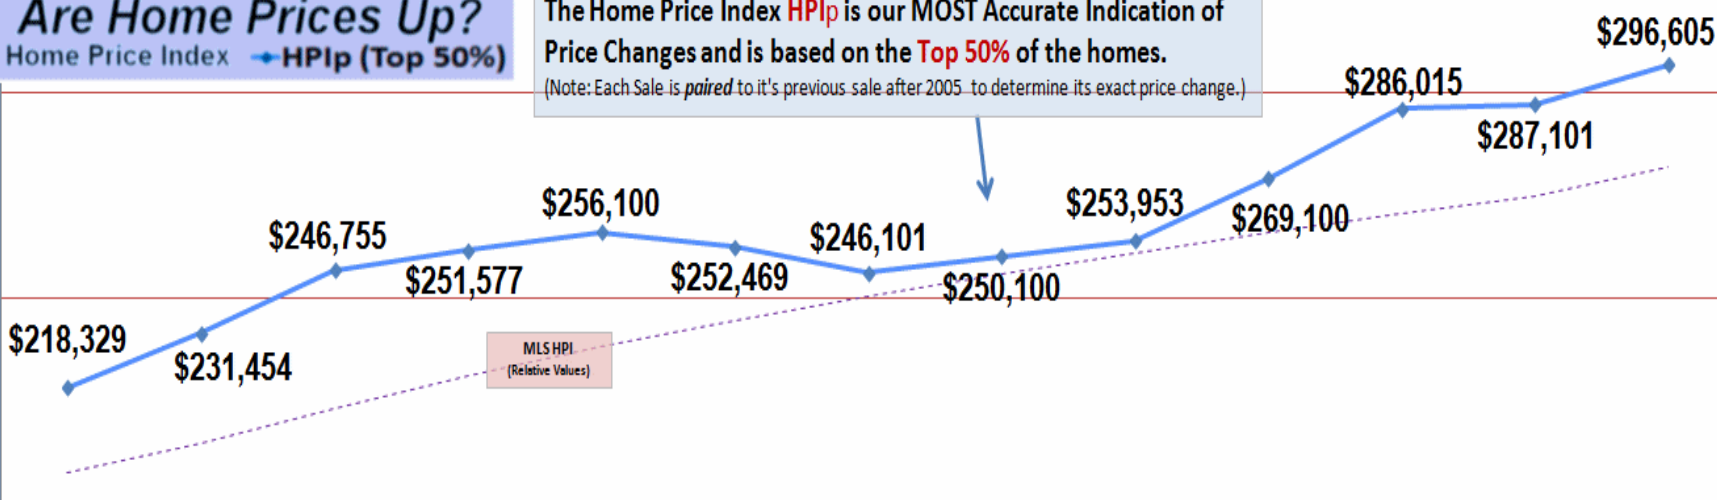 Are Home Prices Up?
Home Price Index HPIp (Top 50%)
The Home Price Index HPIp is our MOST Accurate Indication of
Price Changes and is based on the Top 50% of the homes.
(Note: Each Sale is paired to it's previous sale after 2005 to determine its exact price change.)
$218,329
$231,454
$246,755
$251,577
$256,100
$252,469
$246,101
$250,100
$253,953
$269,100
$286,015
$287,101
$296,605
MLS HPI
(Relative Values)